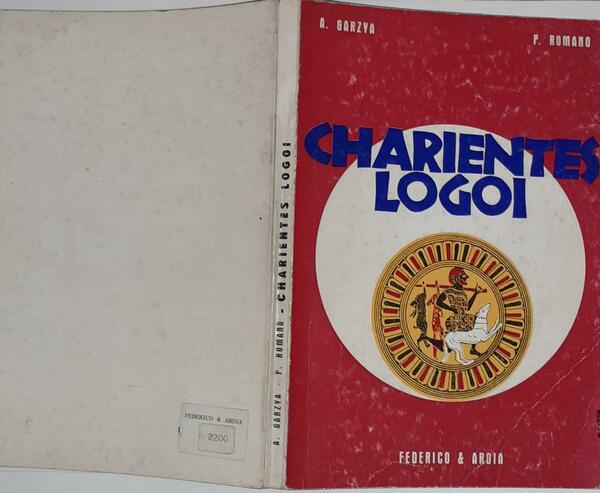 A. GARZYA
P. ROMANO
CHARIENTES
LOGOI
FEDERICO & ARDIA
A. GARZYA - P. ROMANO - CHARIENTES LOGOI
FEDERICO & ARDIA
2200